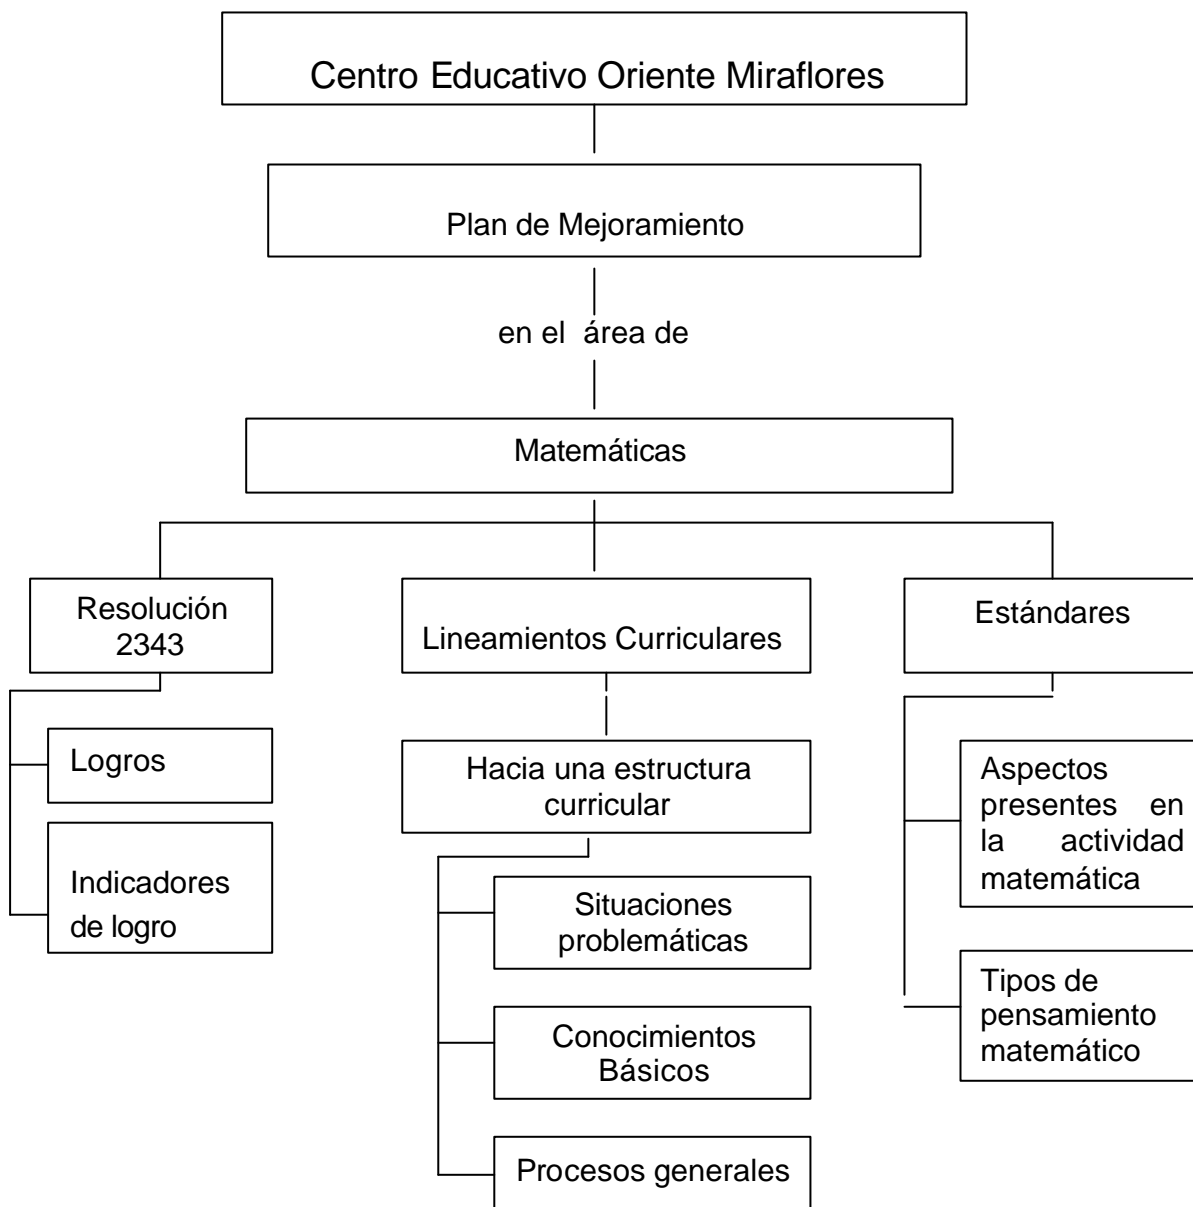 Centro Educativo Oriente Miraflores
Plan de Mejoramiento
en el área de
Matemáticas
Resolución
2343
Logros
Indicadores
de logro
Lineamientos Curriculares
Hacia una estructura
curricular
Situaciones
problemáticas
Conocimientos
Básicos
Procesos generales
Estándares
Aspectos
presentes en
la actividad
matemática
Tipos de
pensamiento
matemático